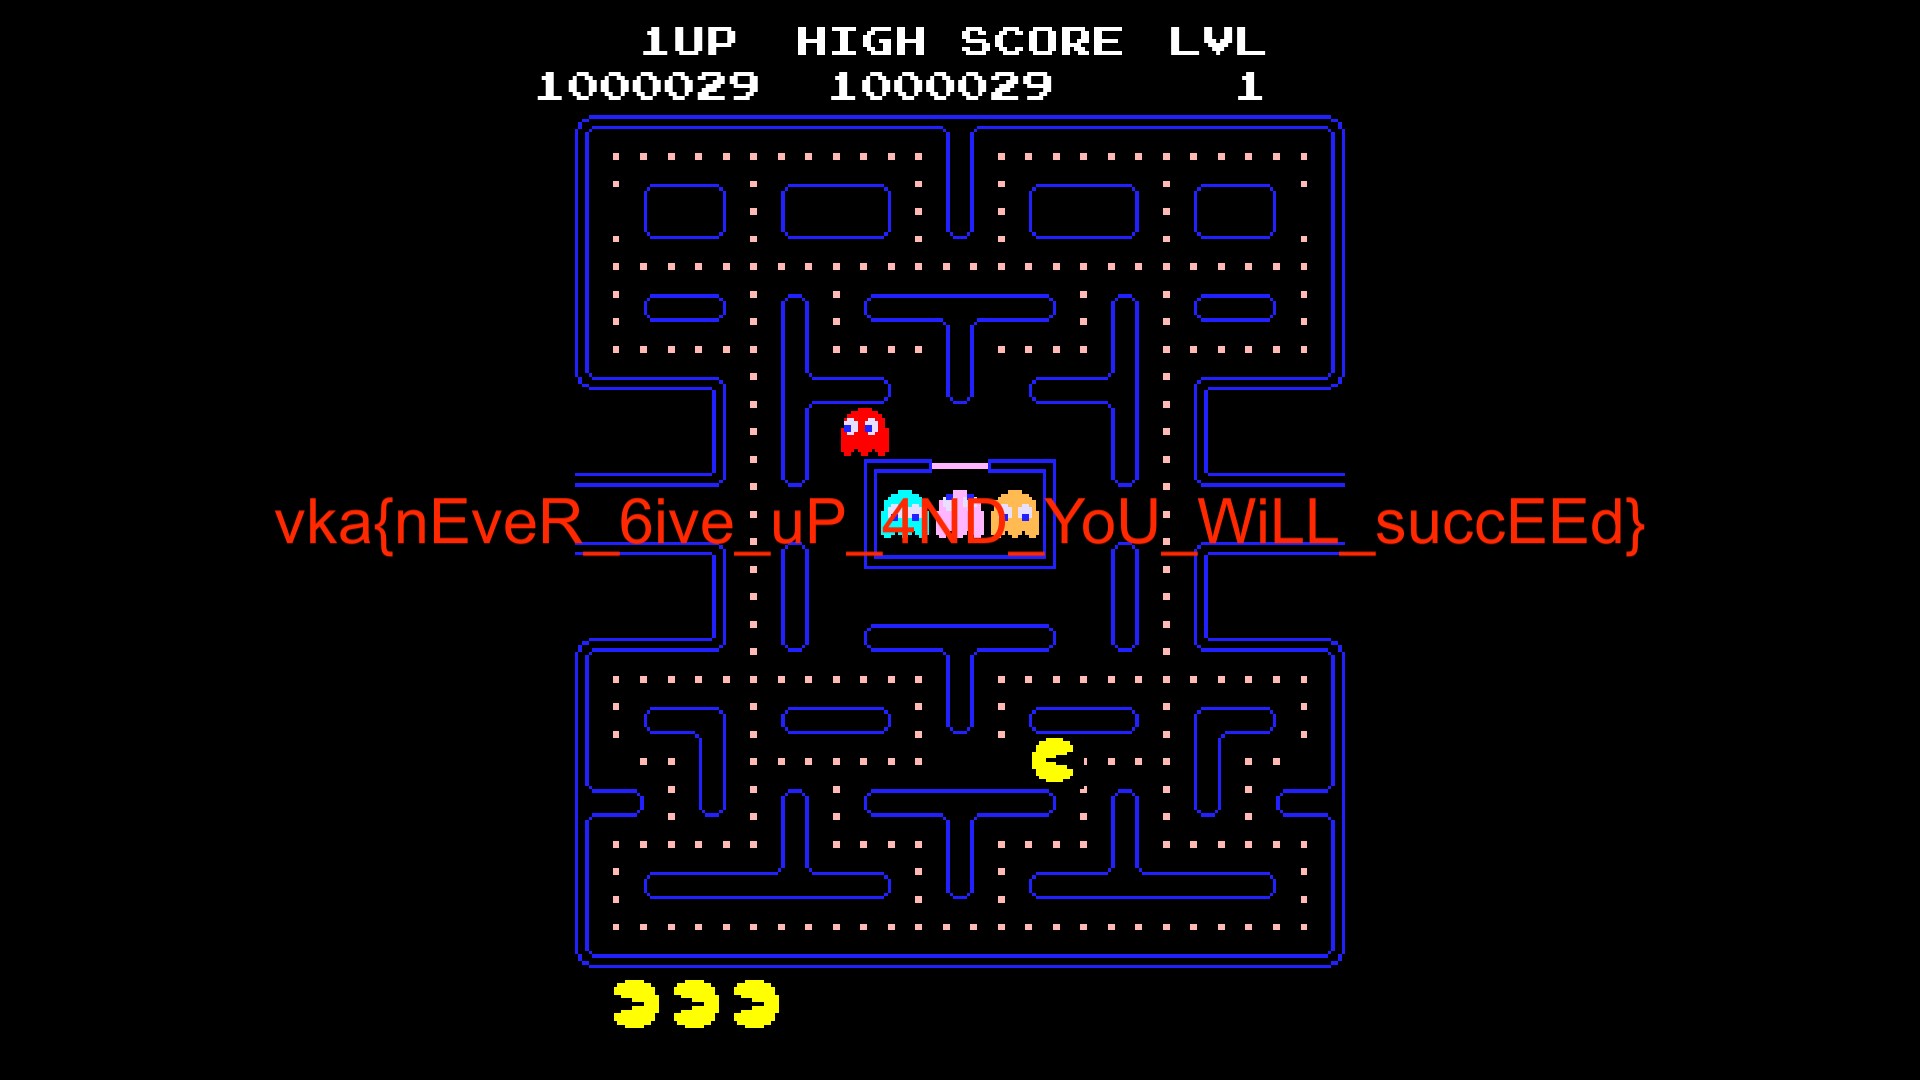 1UP HIGH SCORE LVL
1000029 1000029 1
vka{nEveR_6ive_uP_4ND_YoU_WiLL_succEEd}